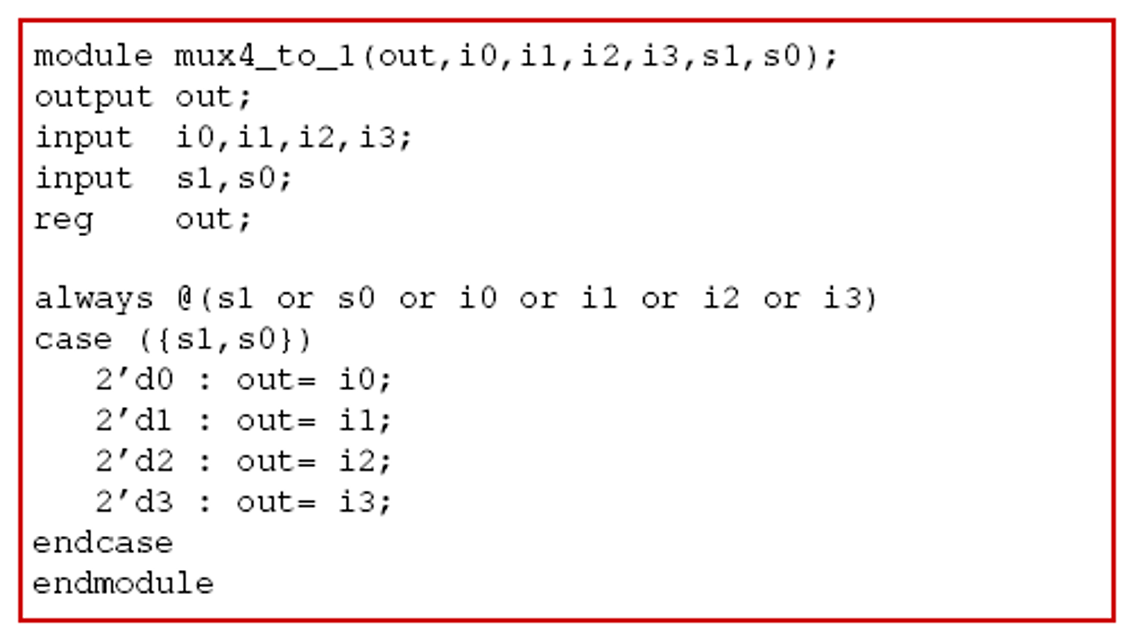 module mux4_to_1(out,i0,i1,i2,i3,s1,s0);
output out;
input  i0,i1,i2,i3;
input  s1,s0;
reg    out;

always @(s1 or s0 or i0 or i1 or i2 or i3)
case ({s1,s0})
   2’d0 : out= i0;
   2’d1 : out= i1;
   2’d2 : out= i2;
   2’d3 : out= i3;
endcase
endmodule